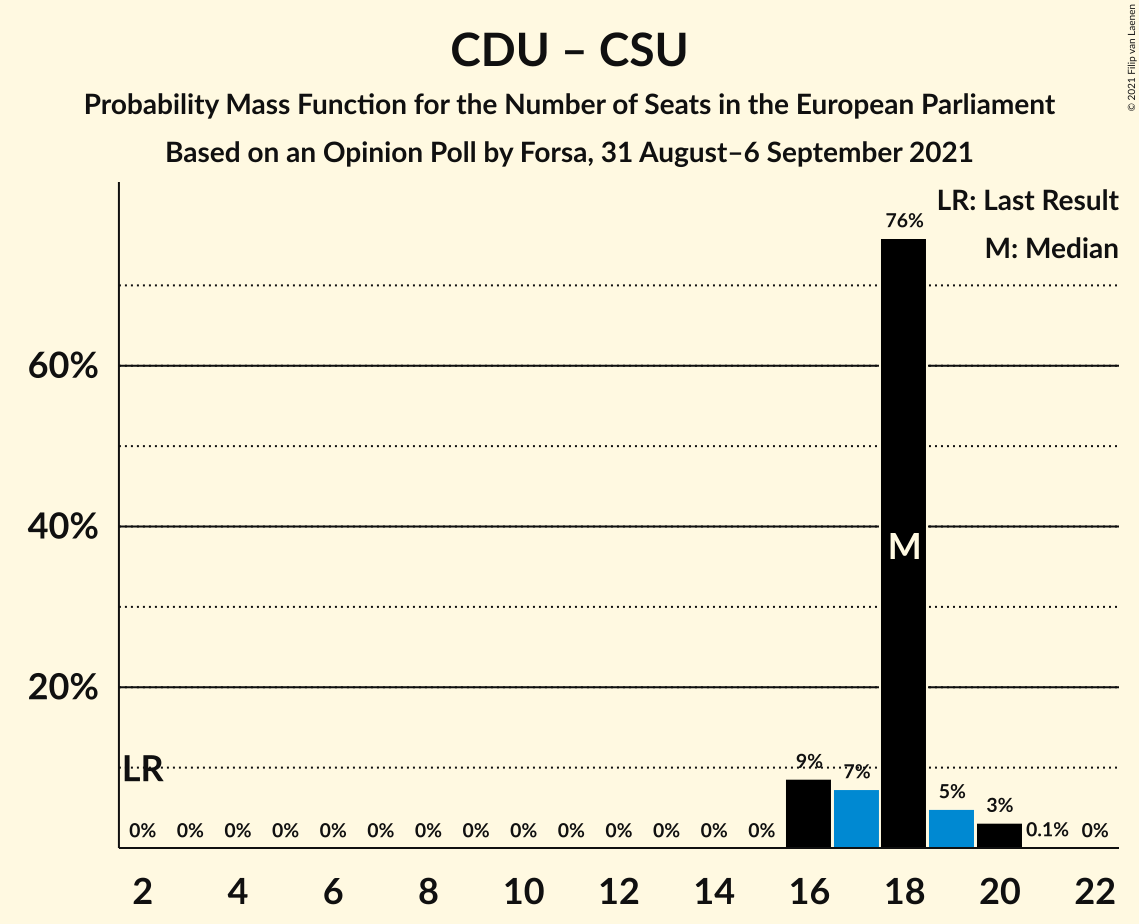 CDU – CSU
Probability Mass Function for the Number of Seats in the European Parliament
Based on an Opinion Poll by Forsa, 31 August–6 September 2021
© 2021 Filip van Laenen
LR: Last Result
M: Median
76%
60%
40%
M
20%
LR
9%
7%
5%
3%
0% 0% 0% 0% 0% 0% 0% 0% 0% 0% 0% 0% 0% 0% 0.1% 0%
2 4 6 8 10 12 14 16 18 20 22